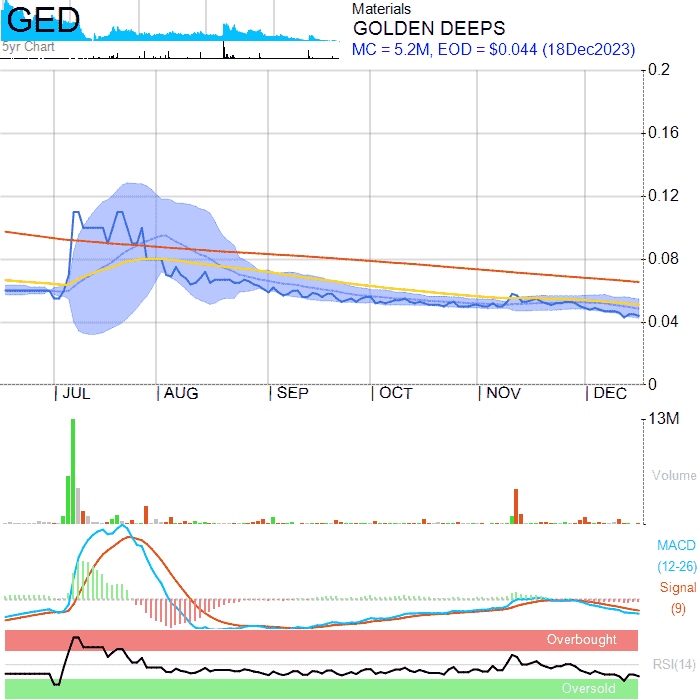 GED
5yr Chart
Materials
GOLDEN DEEPS
MC = 5.2M, EOD = $0.044 (18Dec2023)
0.2
0.16
0.12
0.08
0.04
0
JUL AUG SEP OCT NOV DEC
13M
Volume
MACD
(12-26)
Signal
(9)
Overbought
RSI(14)
Oversold